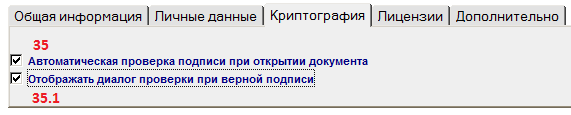 Общая информация Личные данные Криптография Лицензии Дополнительно
35
Автоматическая проверка подписи при открытии документа
Отображать диалог проверки при верной подписи
35.1